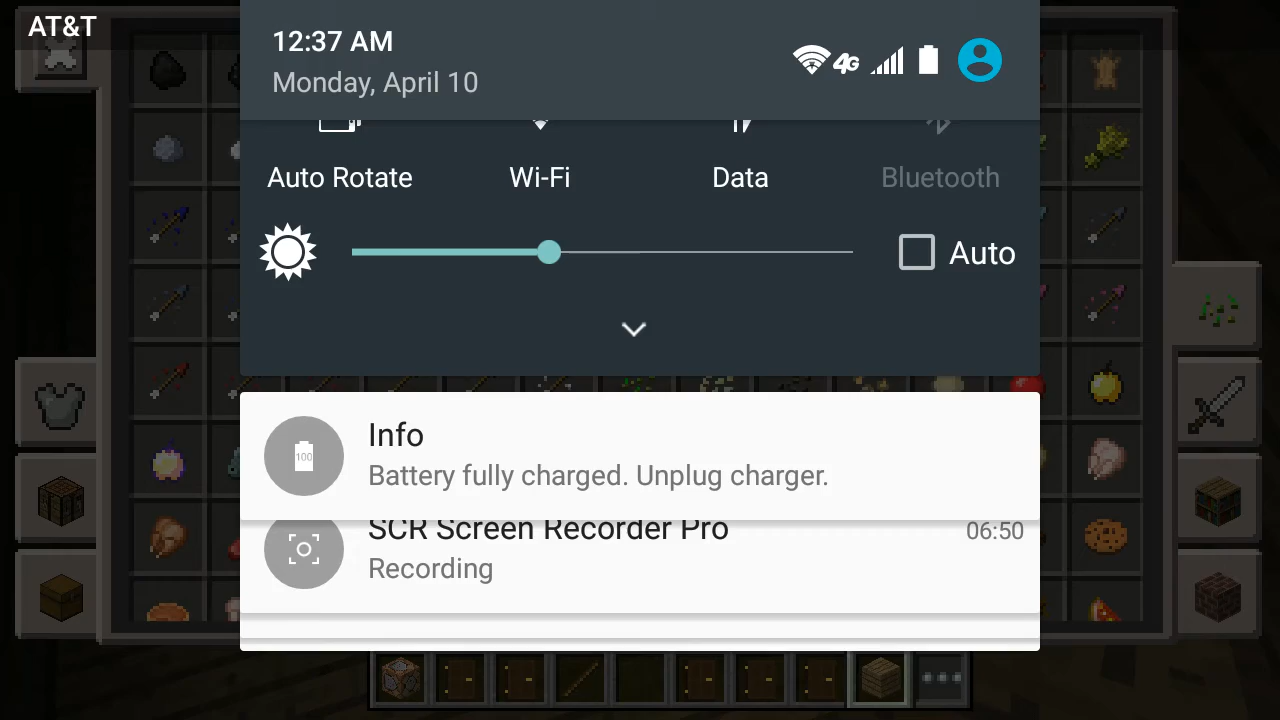 AT&T
12:37 AM
Monday, April 10
4G
Auto Rotate
Wi-Fi
Data
Bluetooth
Auto
Info
100
Battery fully charged. Unplug charger.
SCR Screen Recorder Pro
06:50
Recording